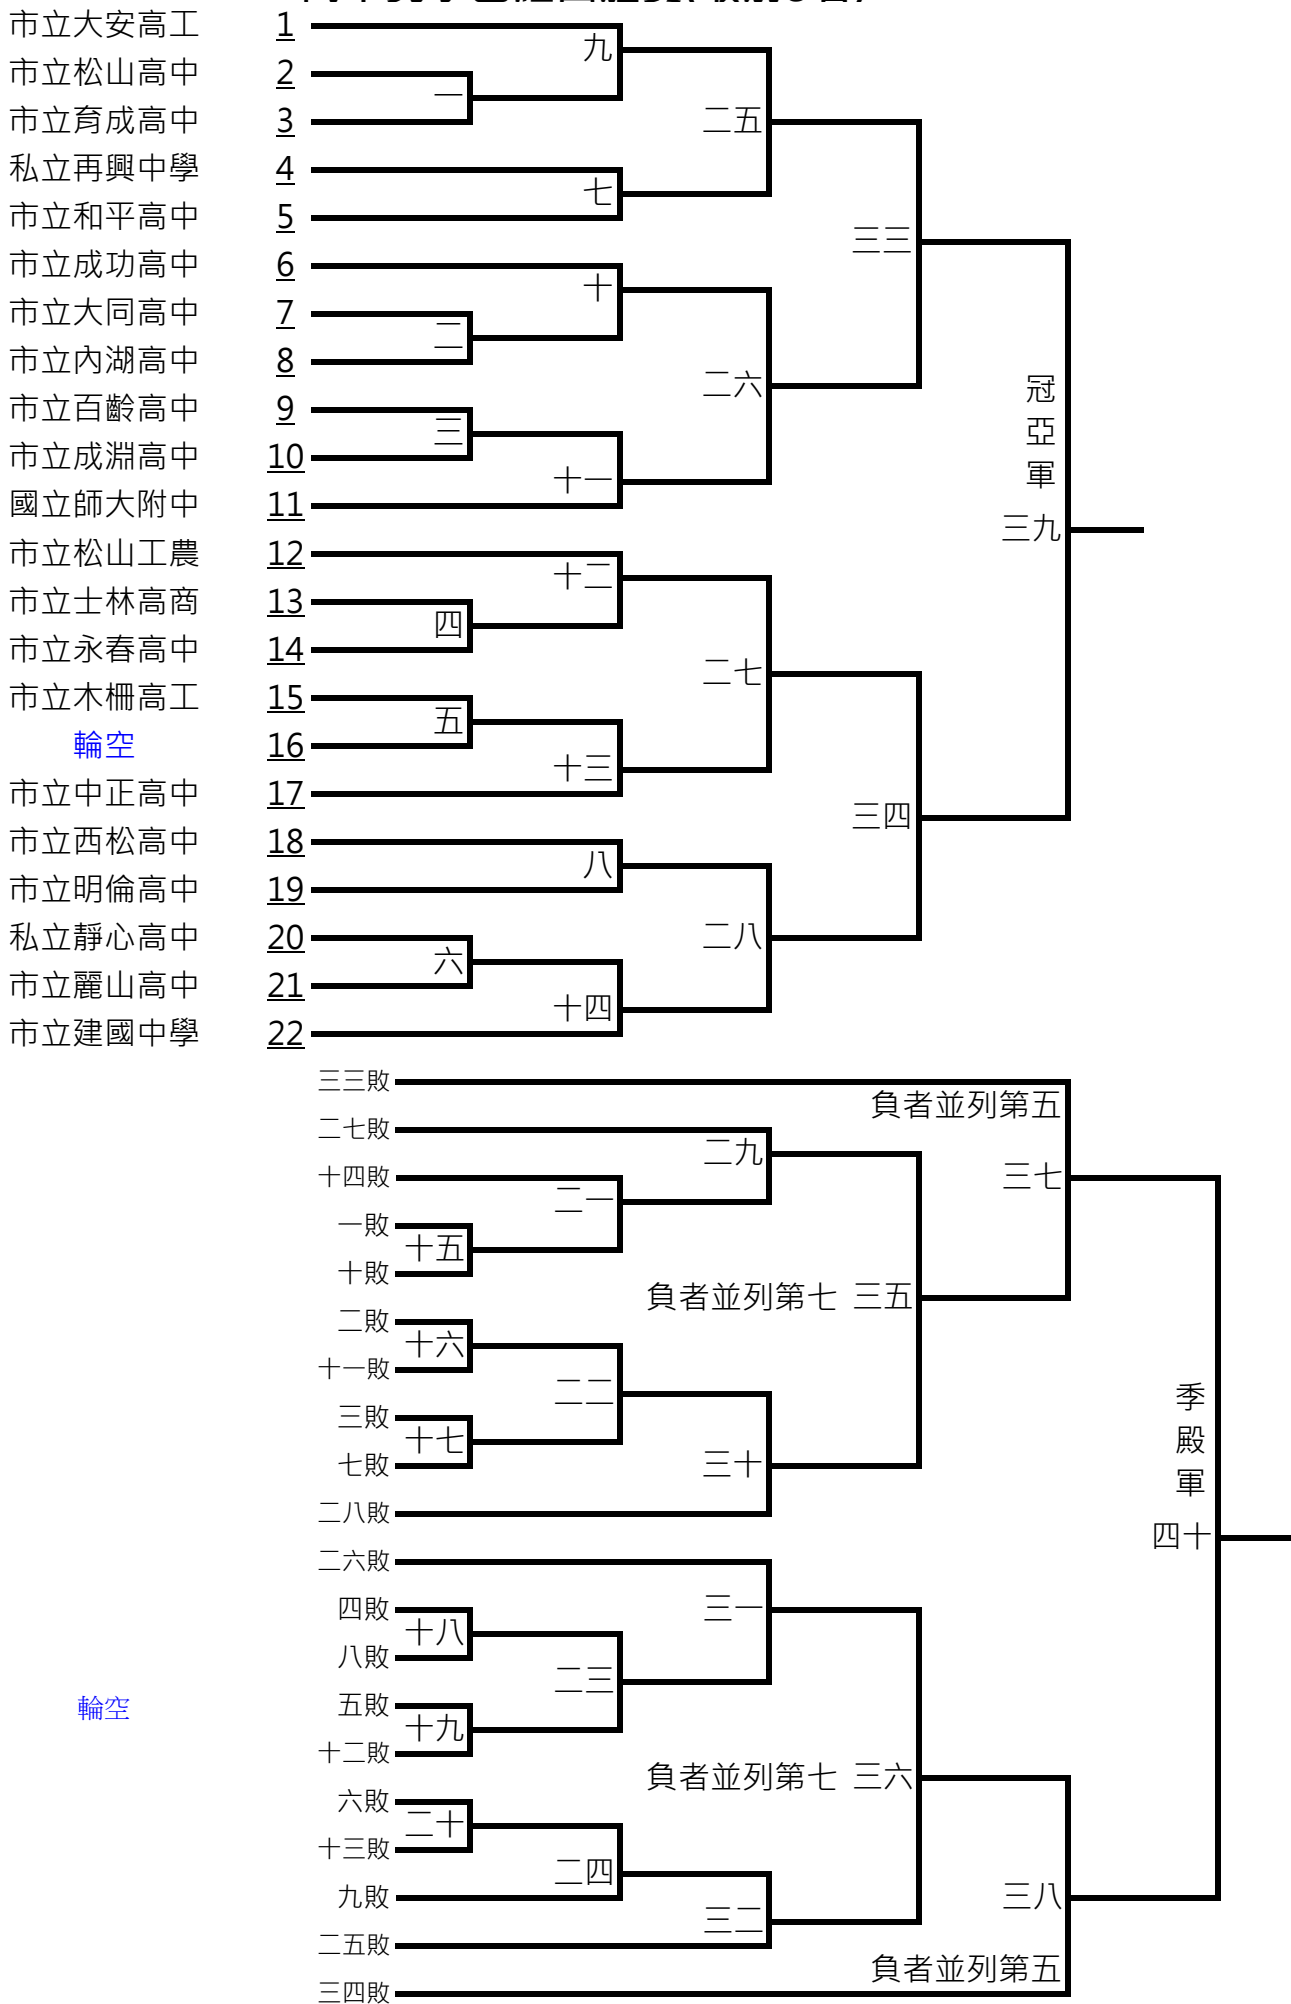 市立大安高工 1
九
市立松山高中 2
一
市立育成高中 3
二五
私立再興中學 4
七
市立和平高中 5
三三
市立成功高中 6
十
市立大同高中 7
二
市立內湖高中 8
二六
冠亞軍
市立百齡高中 9
三
市立成淵高中 10
十一
國立師大附中 11
三九
市立松山工農 12
十二
市立士林高商 13
四
市立永春高中 14
二七
市立木柵高工 15
五
輪空 16
十三
市立中正高中 17
三四
市立西松高中 18
八
市立明倫高中 19
二八
私立靜心高中 20
六
市立麗山高中 21
十四
市立建國中學 22
三三敗
負者並列第五
二七敗
二九
十四敗
三七
二一
一敗
十五
十敗
負者並列第七 三五
二敗
十六
十一敗
二二
季殿軍
三敗
十七
七敗
三十
二八敗
四十
二六敗
四敗
三一
十八
八敗
二三
輪空
五敗
十九
十二敗
負者並列第七 三六
六敗
二十
十三敗
二四
九敗
三八
三二
二五敗
負者並列第五
三四敗